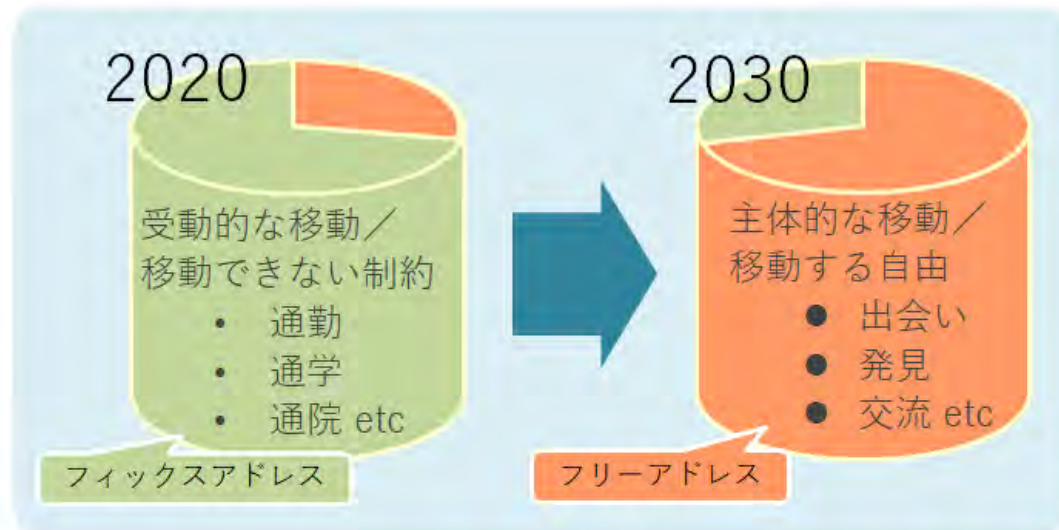 2020
受動的な移動／
移動できない制約
• 通勤
• 通学
• 通院 etc
フィックスアドレス
2030
主体的な移動／
移動する自由
● 出会い
● 発見
● 交流 etc
フリーアドレス